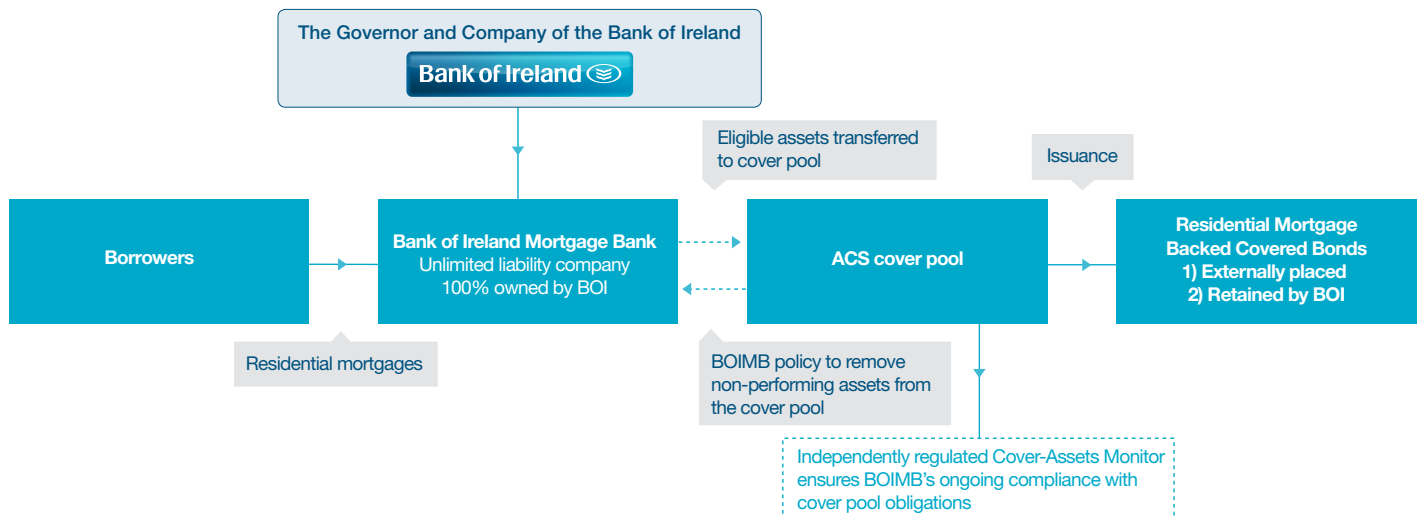 The Governor and Company of the Bank of Ireland
Bank of Ireland
Eligible assets transferred
to cover pool
Issuance
Borrowers
Bank of Ireland Mortgage Bank
Unlimited liability company
100% owned by BOI
ACS cover pool
Residential Mortgage
Backed Covered Bonds
1) Externally placed
2) Retained by BOI
Residential mortgages
BOIMB policy to remove
non-performing assets from
the cover pool
Independently regulated Cover-Assets Monitor
ensures BOIMB's ongoing compliance with
cover pool obligations